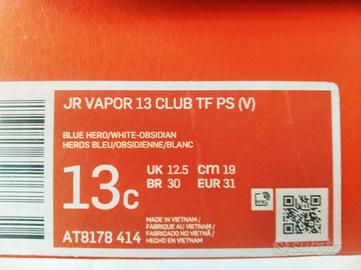 JR VAPOR 13 CLUB TF PS (V)
BLUE HERO/WHITE-OBSIDIAN
HEROS BLEU/OBSIDIENNE/BLANC
13C
UK 12.5 CM 19
BR 30 EUR 31
AT8178 414
MADE IN VIETNAM/
FABRIQUE AU VIETNAM/
FABRICADO NO VIETNÃ/
HECHO EN VIETNAM
subito